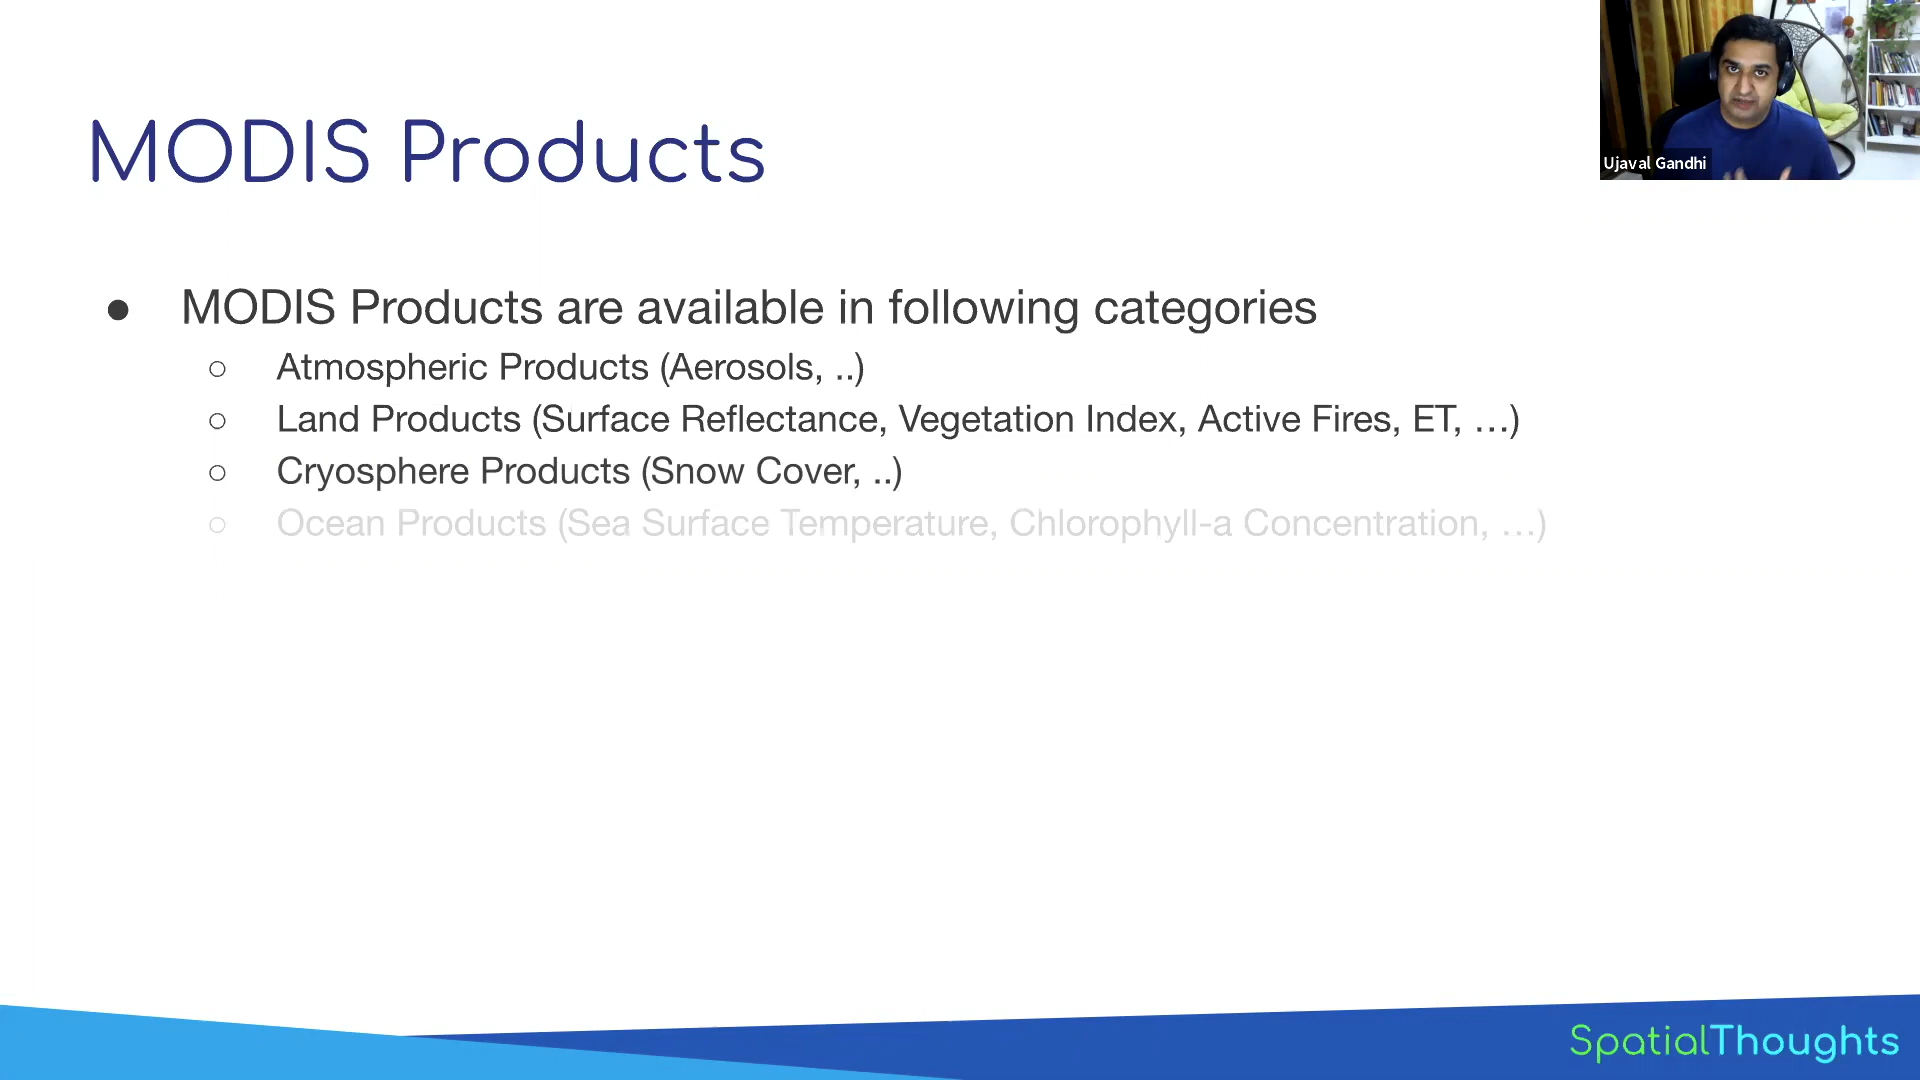 MODIS Products
Ujaval Gandhi
● MODIS Products are available in following categories
○ Atmospheric Products (Aerosols, ..)
○ Land Products (Surface Reflectance, Vegetation Index, Active Fires, ET, …)
○ Cryosphere Products (Snow Cover, ..)
○ Ocean Products (Sea Surface Temperature, Chlorophyll-a Concentration, …)
SpatialThoughts